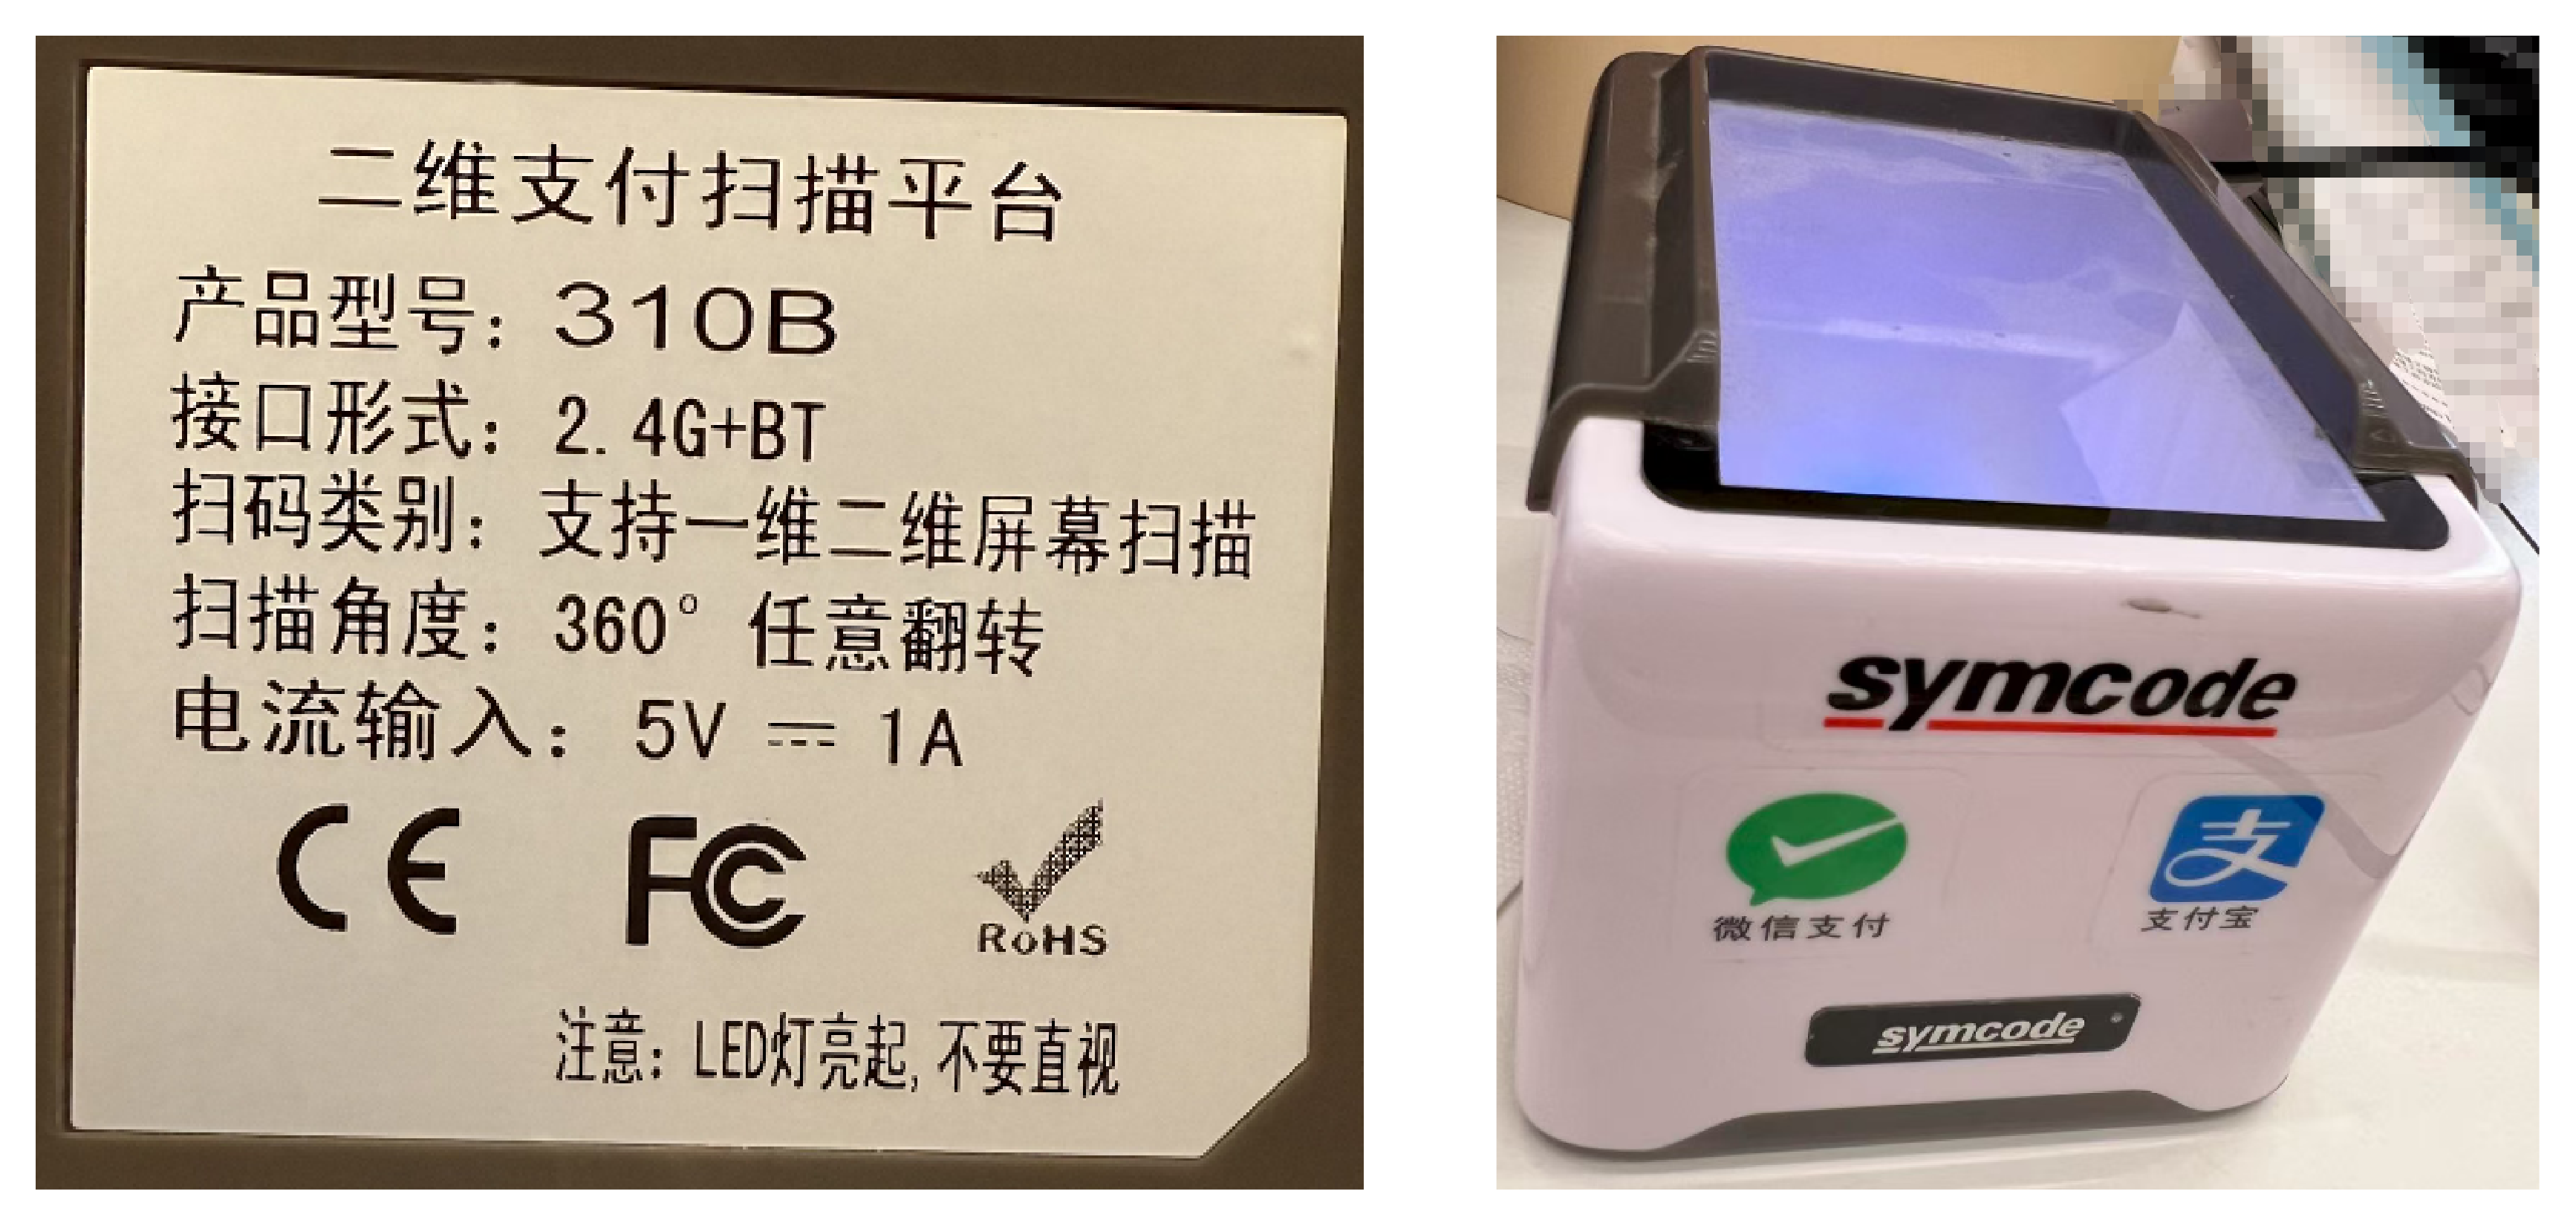 二维支付扫描平台
产品型号：310B
接口形式：2.4G+BT
扫码类别：支持一维二维屏幕扫描
扫描角度：360° 任意翻转
电流输入：5V ⎓ 1A
CE FC RoHS
注意：LED灯亮起,不要直视
symcode
微信支付
支
支付宝
symcode